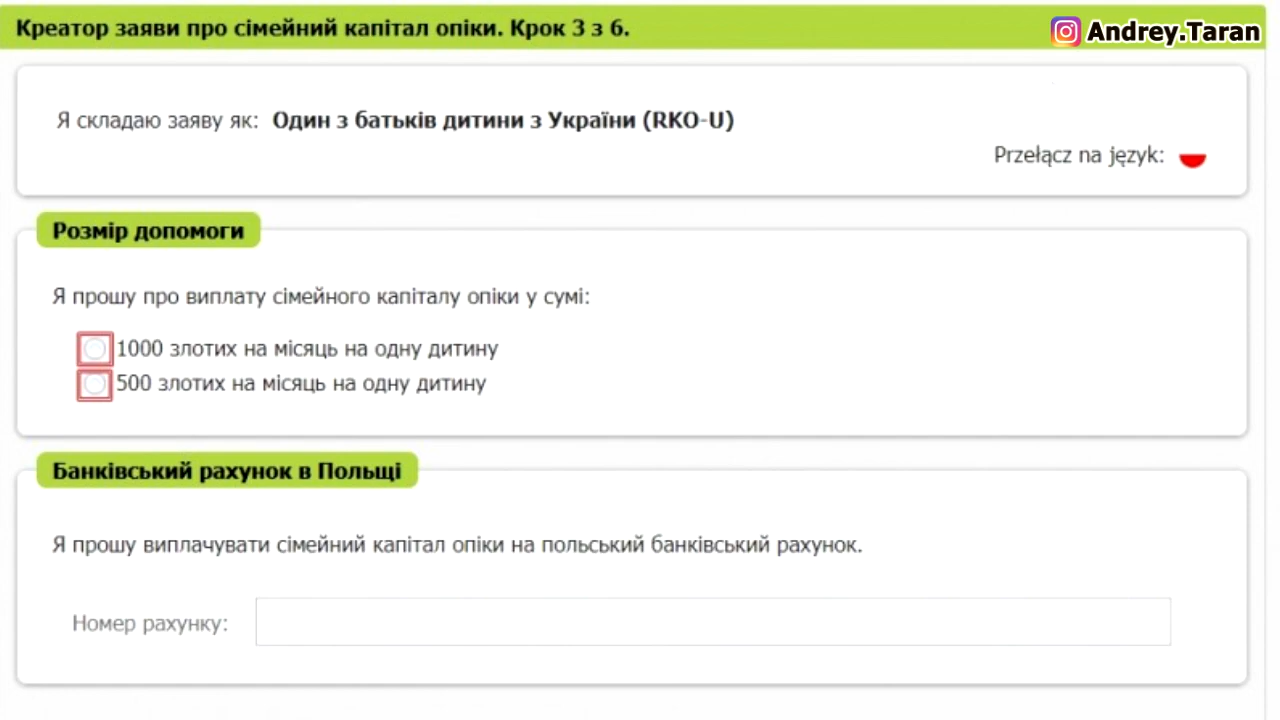 Креатор заяви про сімейний капітал опіки. Крок 3 з 6.
Andrey.Taran
Я складаю заяву як: Один з батьків дитини з України (RKO-U)
Przełącz na język:
Розмір допомоги
Я прошу про виплату сімейного капіталу опіки у сумі:
1000 злотих на місяць на одну дитину
500 злотих на місяць на одну дитину
Банківський рахунок в Польщі
Я прошу виплачувати сімейний капітал опіки на польський банківський рахунок.
Номер рахунку: